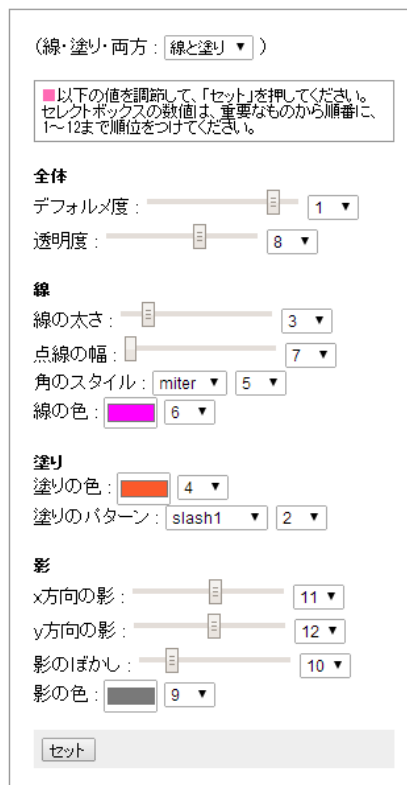 （線・塗り・両方 : 線と塗り ▼ ）
■以下の値を調節して、「セット」を押してください。
セレクトボックスの数値は、重要なものから順番に、
1～12まで順位をつけてください。
全体
デフォルメ度 : 1 ▼
透明度 : 8 ▼
線
線の太さ : 3 ▼
点線の幅 : 7 ▼
角のスタイル : miter ▼ 5 ▼
線の色 : 6 ▼
塗り
塗りの色 : 4 ▼
塗りのパターン : slash1 ▼ 2 ▼
影
x方向の影 : 11 ▼
y方向の影 : 12 ▼
影のぼかし : 10 ▼
影の色 : 9 ▼
セット